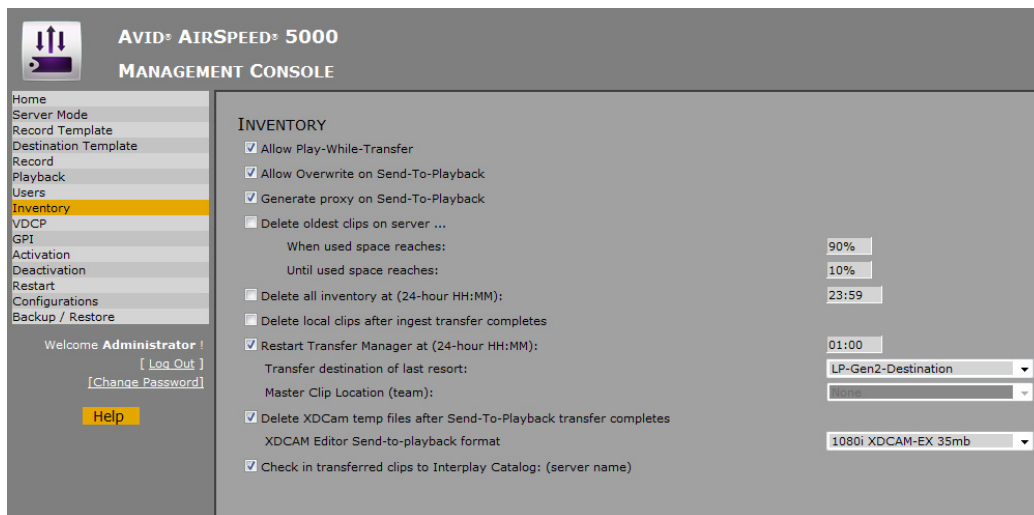 AVID® AIRSPEED® 5000
MANAGEMENT CONSOLE
Home
Server Mode
Record Template
Destination Template
Record
Playback
Users
Inventory
VDCP
GPI
Activation
Deactivation
Restart
Configurations
Backup / Restore
Welcome Administrator !
[ Log Out ]
[Change Password]
Help
INVENTORY
Allow Play-While-Transfer
Allow Overwrite on Send-To-Playback
Generate proxy on Send-To-Playback
Delete oldest clips on server ...
When used space reaches: 90%
Until used space reaches: 10%
Delete all inventory at (24-hour HH:MM): 23:59
Delete local clips after ingest transfer completes
Restart Transfer Manager at (24-hour HH:MM): 01:00
Transfer destination of last resort: LP-Gen2-Destination
Master Clip Location (team): None
Delete XDCam temp files after Send-To-Playback transfer completes
XDCAM Editor Send-to-playback format 1080i XDCAM-EX 35mb
Check in transferred clips to Interplay Catalog: (server name)